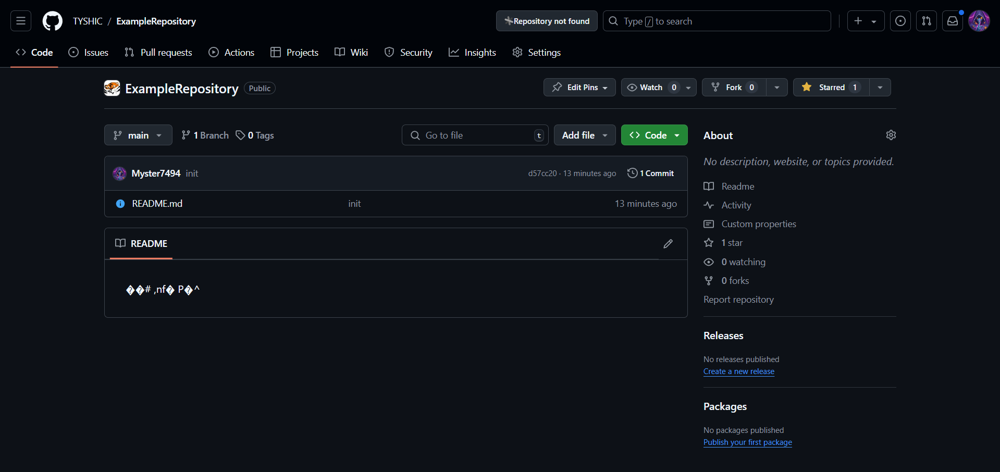 TYSHIC / ExampleRepository
Repository not found
Type / to search
Code
Issues
Pull requests
Actions
Projects
Wiki
Security
Insights
Settings
ExampleRepository
Public
Edit Pins
Watch 0
Fork 0
Starred 1
main
1 Branch
0 Tags
Go to file
t
Add file
Code
Myster7494 init
d57cc20 · 13 minutes ago
1 Commit
README.md
init
13 minutes ago
README
��# ,nf� P�^
About
No description, website, or topics provided.
Readme
Activity
Custom properties
1 star
0 watching
0 forks
Report repository
Releases
No releases published
Create a new release
Packages
No packages published
Publish your first package